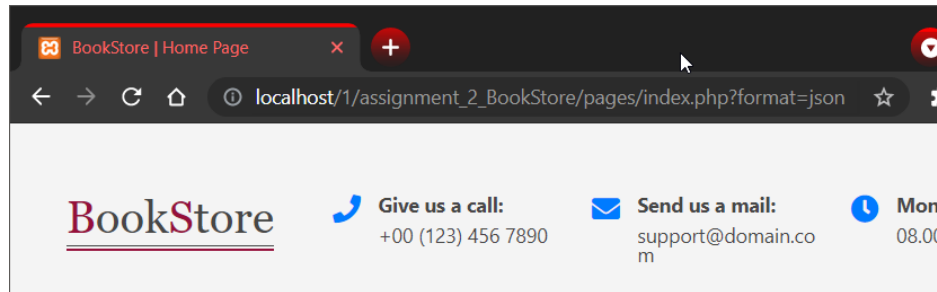 BookStore | Home Page
localhost/1/assignment_2_BookStore/pages/index.php?format=json
BookStore
Give us a call:
+00 (123) 456 7890
Send us a mail:
support@domain.co
m
Mon
08.00